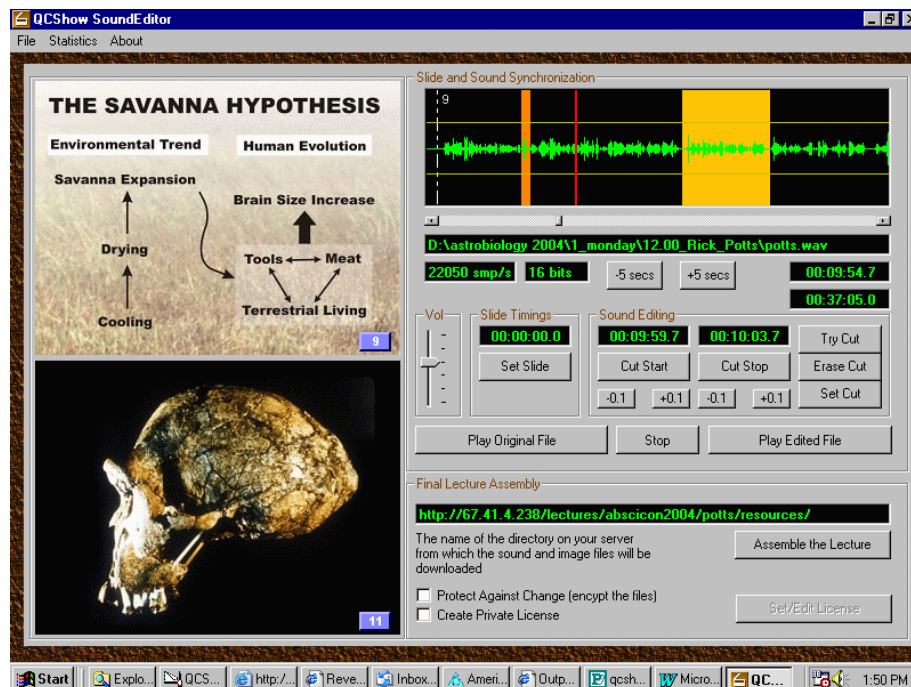 QCShow SoundEditor
File Statistics About
THE SAVANNA HYPOTHESIS
Environmental Trend Human Evolution
Savanna Expansion
Brain Size Increase
Drying
Tools Meat
Terrestrial Living
Cooling
9
11
Slide and Sound Synchronization
9
D:\astrobiology 2004\1_monday\12.00_Rick_Potts\potts.wav
22050 smp/s 16 bits -5 secs +5 secs 00:09:54.7
00:37:05.0
Vol Slide Timings Sound Editing
00:00:00.0 00:09:59.7 00:10:03.7 Try Cut
Set Slide Cut Start Cut Stop Erase Cut
-0.1 +0.1 -0.1 +0.1 Set Cut
Play Original File Stop Play Edited File
Final Lecture Assembly
http://67.41.4.238/lectures/abscicon2004/potts/resources/
The name of the directory on your server
from which the sound and image files will be
downloaded
Assemble the Lecture
Protect Against Change (encypt the files)
Create Private License
Set/Edit License
Start Explo... QCS... http:/... Reve... Inbox... Ameri... Outp... qcsh... Micro... QC... 1:50 PM